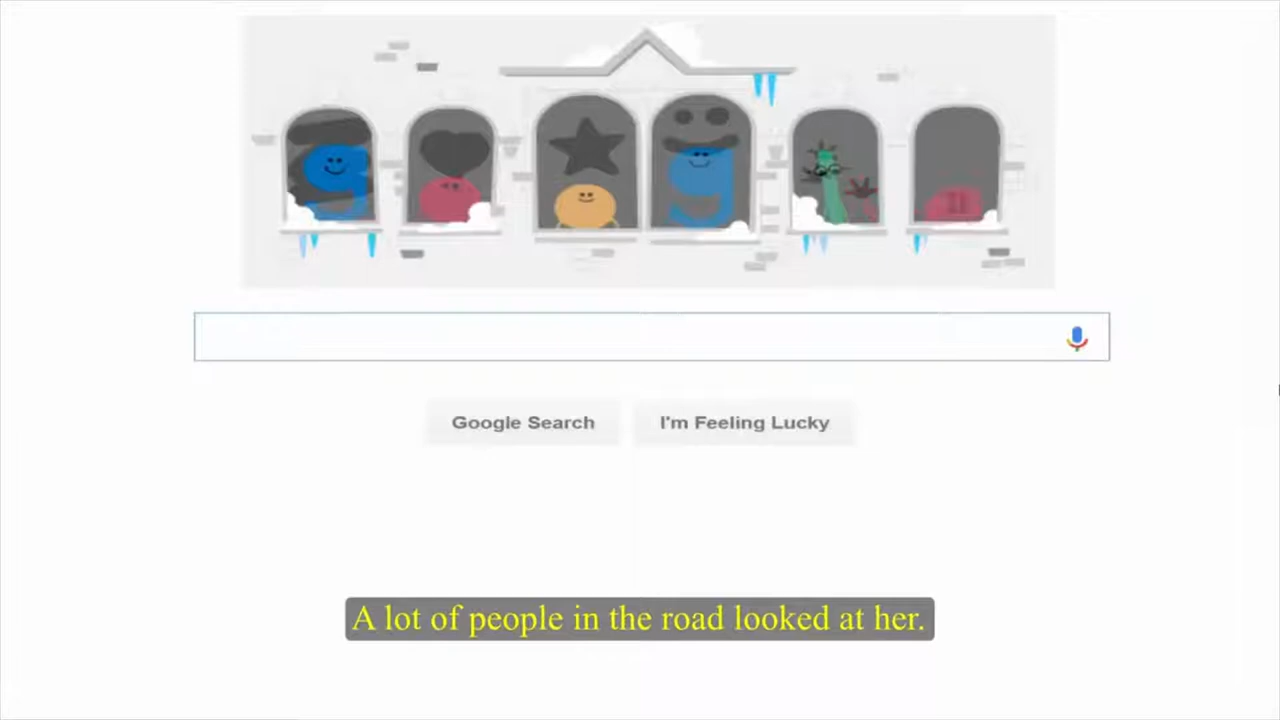 Google Search
I'm Feeling Lucky
A lot of people in the road looked at her.